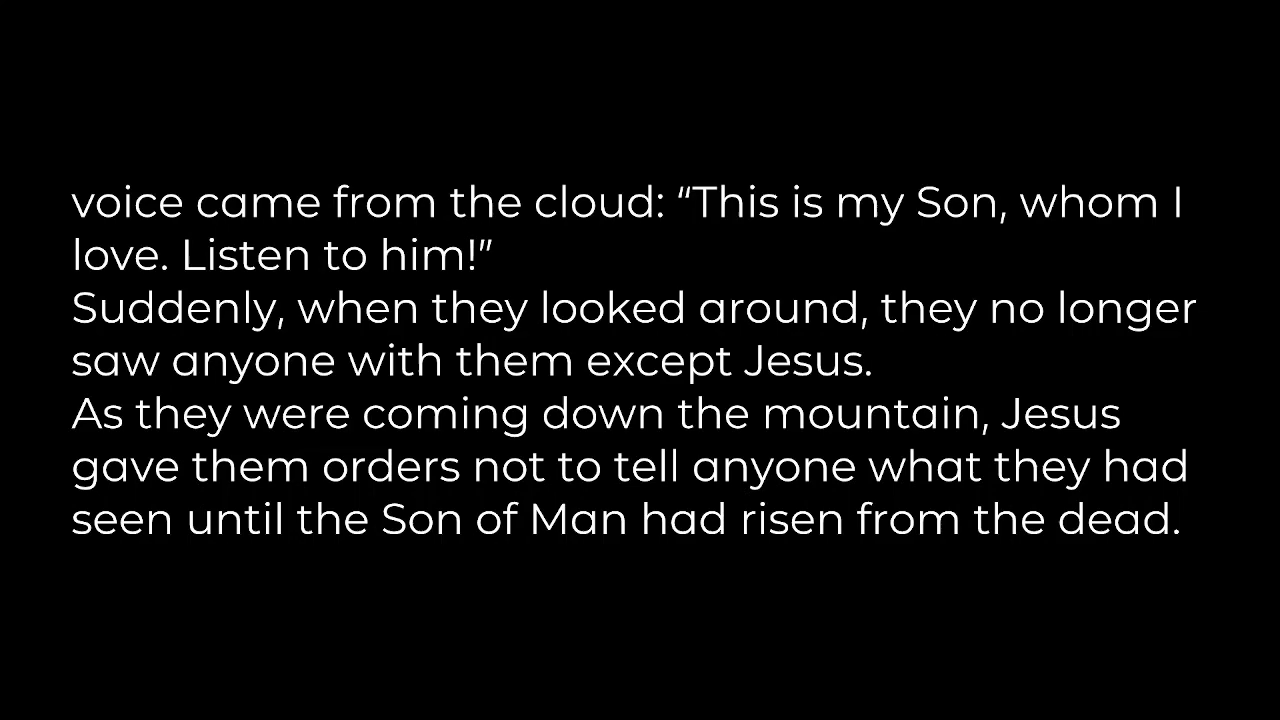 voice came from the cloud: “This is my Son, whom I
love. Listen to him!”
Suddenly, when they looked around, they no longer
saw anyone with them except Jesus.
As they were coming down the mountain, Jesus
gave them orders not to tell anyone what they had
seen until the Son of Man had risen from the dead.